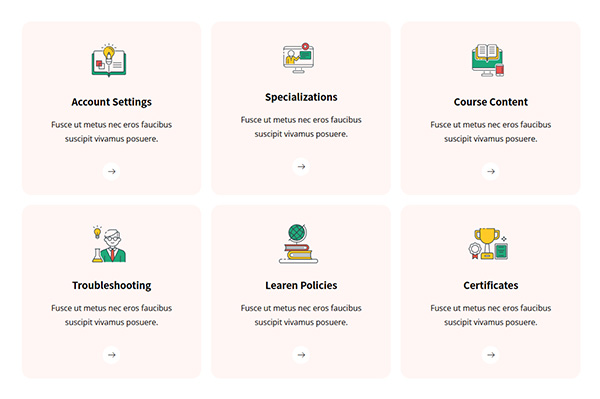 Account Settings
Fusce ut metus nec eros faucibus
suscipit vivamus posuere.
Specializations
Fusce ut metus nec eros faucibus
suscipit vivamus posuere.
Course Content
Fusce ut metus nec eros faucibus
suscipit vivamus posuere.
Troubleshooting
Fusce ut metus nec eros faucibus
suscipit vivamus posuere.
Learen Policies
Fusce ut metus nec eros faucibus
suscipit vivamus posuere.
Certificates
Fusce ut metus nec eros faucibus
suscipit vivamus posuere.